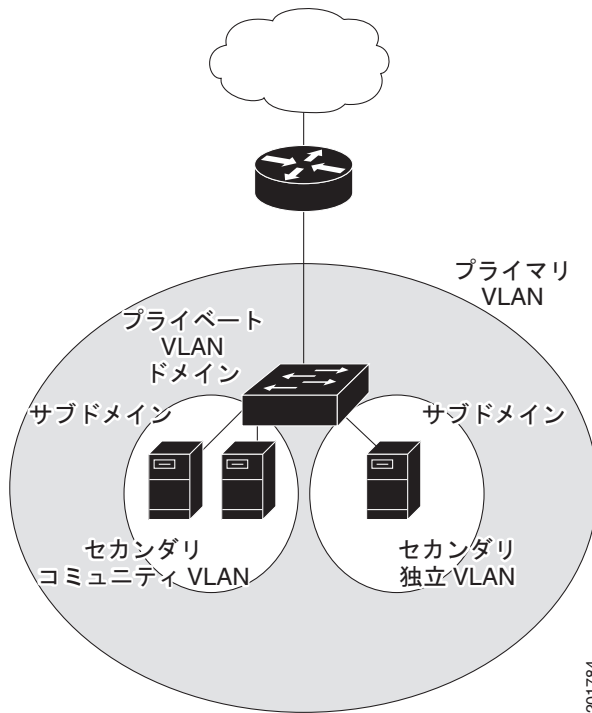 プライマリ
VLAN
プライベート
VLAN
ドメイン
サブドメイン
サブドメイン
セカンダリ
コミュニティ VLAN
セカンダリ
独立 VLAN
201784